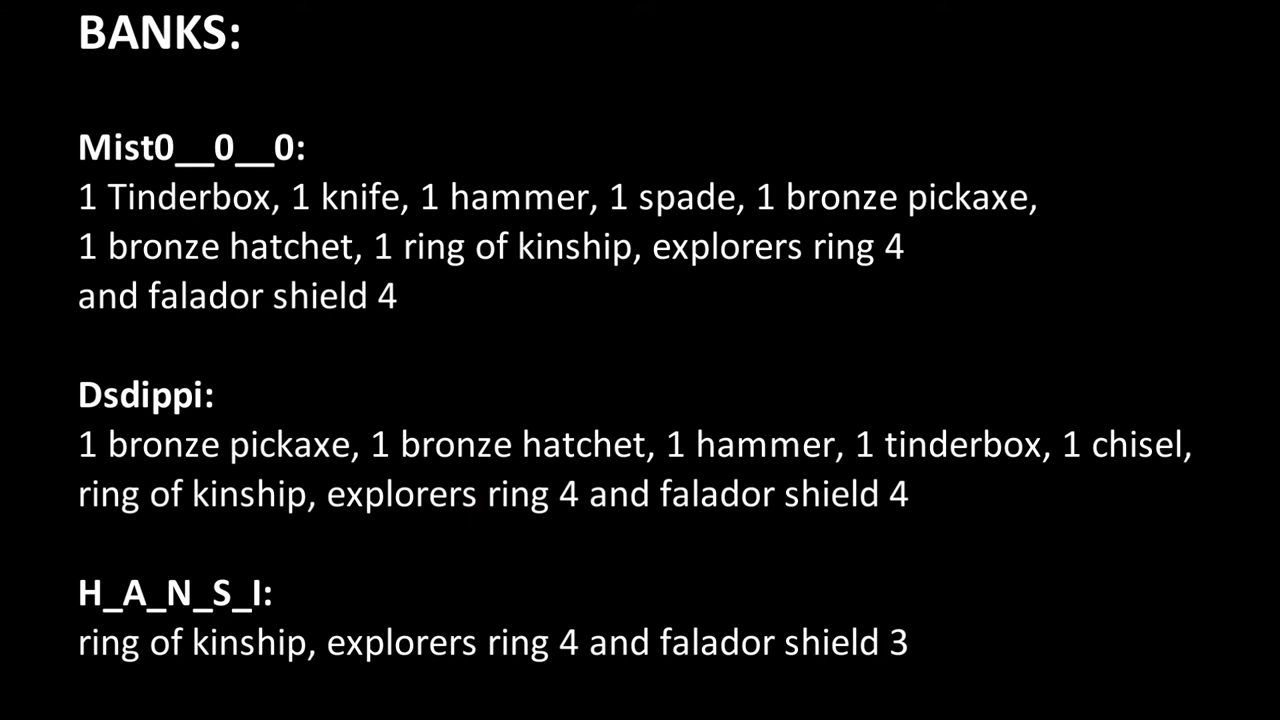 BANKS:
Mist0__0__0:
1 Tinderbox, 1 knife, 1 hammer, 1 spade, 1 bronze pickaxe,
1 bronze hatchet, 1 ring of kinship, explorers ring 4
and falador shield 4
Dsdippi:
1 bronze pickaxe, 1 bronze hatchet, 1 hammer, 1 tinderbox, 1 chisel,
ring of kinship, explorers ring 4 and falador shield 4
H_A_N_S_I:
ring of kinship, explorers ring 4 and falador shield 3